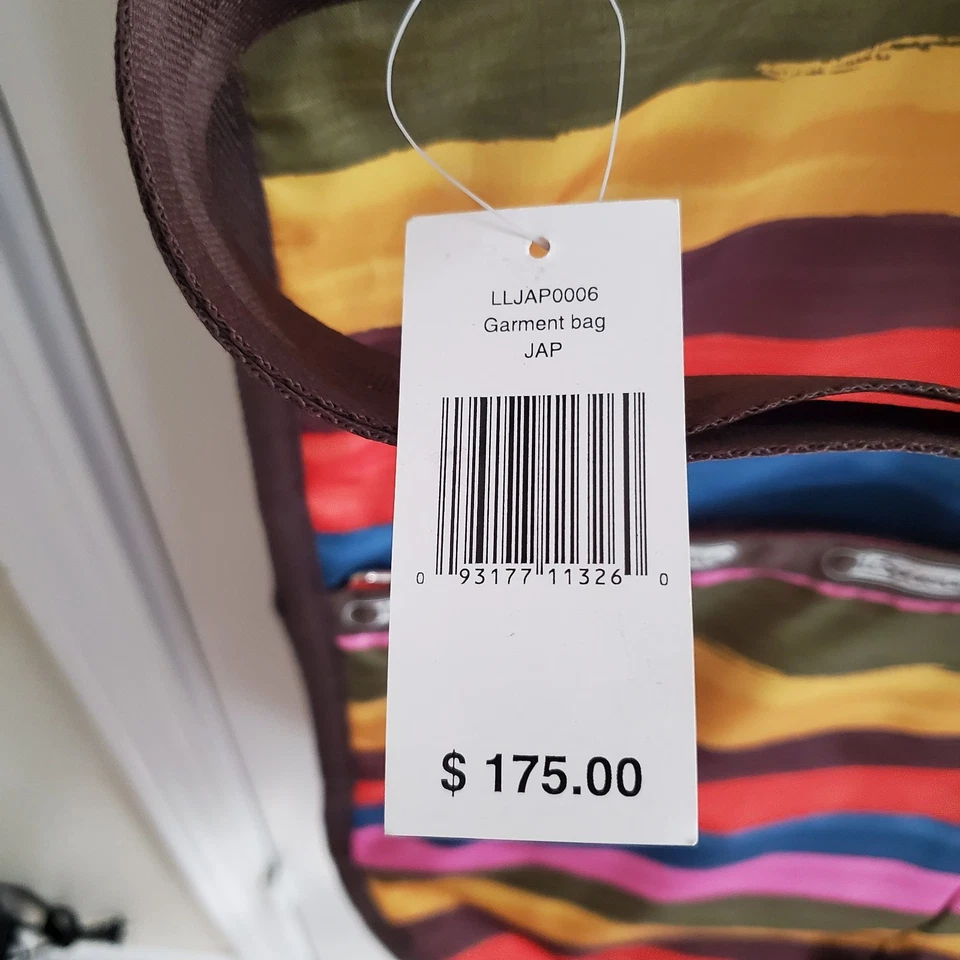 LLJAP0006
Garment bag
JAP
0 93177 11326 0
$ 175.00